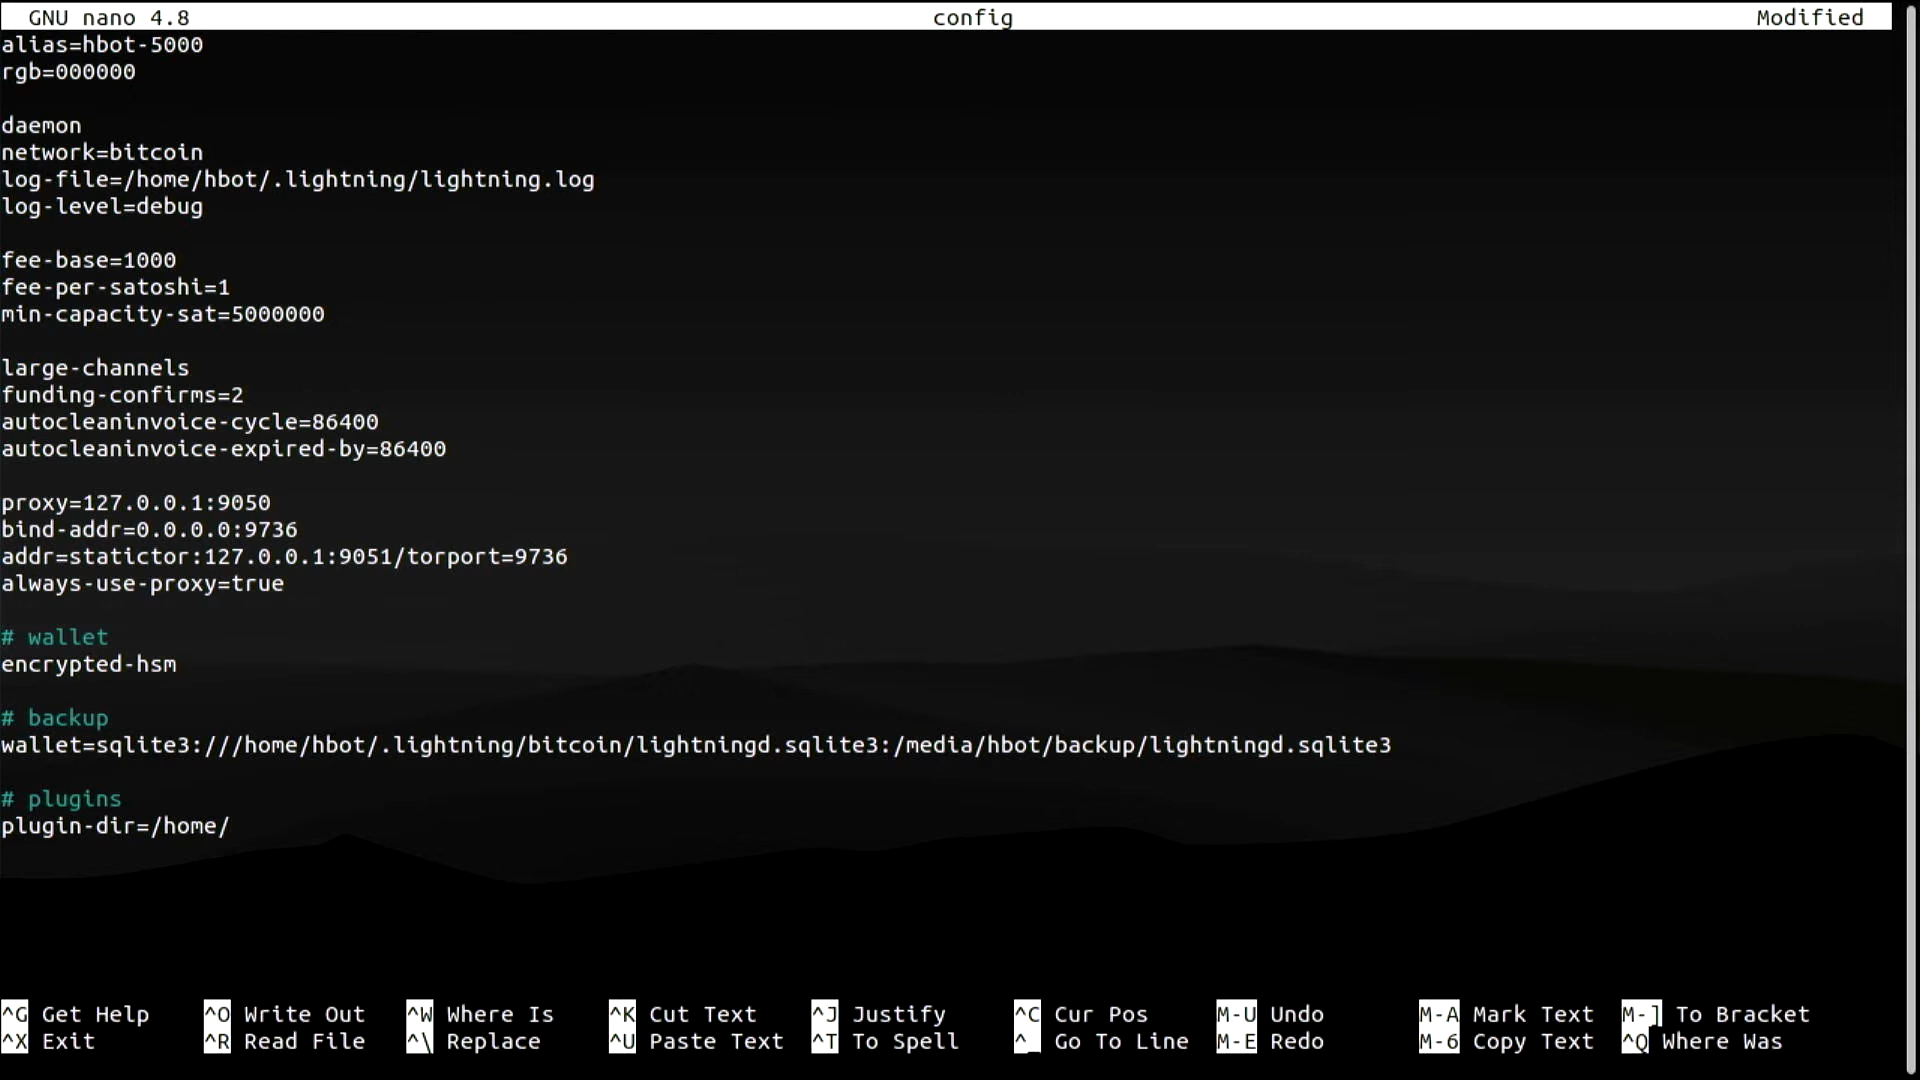 GNU nano 4.8 config Modified
alias=hbot-5000
rgb=000000
daemon
network=bitcoin
log-file=/home/hbot/.lightning/lightning.log
log-level=debug
fee-base=1000
fee-per-satoshi=1
min-capacity-sat=5000000
large-channels
funding-confirms=2
autocleaninvoice-cycle=86400
autocleaninvoice-expired-by=86400
proxy=127.0.0.1:9050
bind-addr=0.0.0.0:9736
addr=statictor:127.0.0.1:9051/torport=9736
always-use-proxy=true
# wallet
encrypted-hsm
# backup
wallet=sqlite3:///home/hbot/.lightning/bitcoin/lightningd.sqlite3:/media/hbot/backup/lightningd.sqlite3
# plugins
plugin-dir=/home/
^G Get Help ^O Write Out ^W Where Is ^K Cut Text ^J Justify ^C Cur Pos M-U Undo M-A Mark Text M-] To Bracket
^X Exit ^R Read File ^\ Replace ^U Paste Text ^T To Spell ^_ Go To Line M-E Redo M-6 Copy Text ^Q Where Was